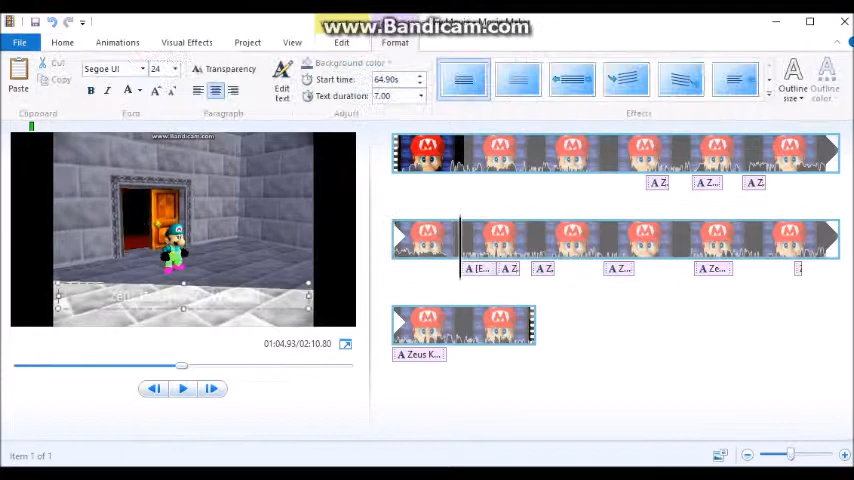 www.Bandicam.com
File Home Animations Visual Effects Project View Edit Format
Paste
Cut
Copy
Clipboard
Segoe UI 24
B A A A
Font
Transparency
Paragraph
Edit text
Background color
Start time: 64.90s
Text duration: 7.00
Adjust
Effects
Outline size
Outline color
www.Bandicam.com
A Z.. A Z... A Z..
A [E... A Z. A Z.. A Z... A Ze...
A Zeus K...
01:04.93/02:10.80
Item 1 of 1